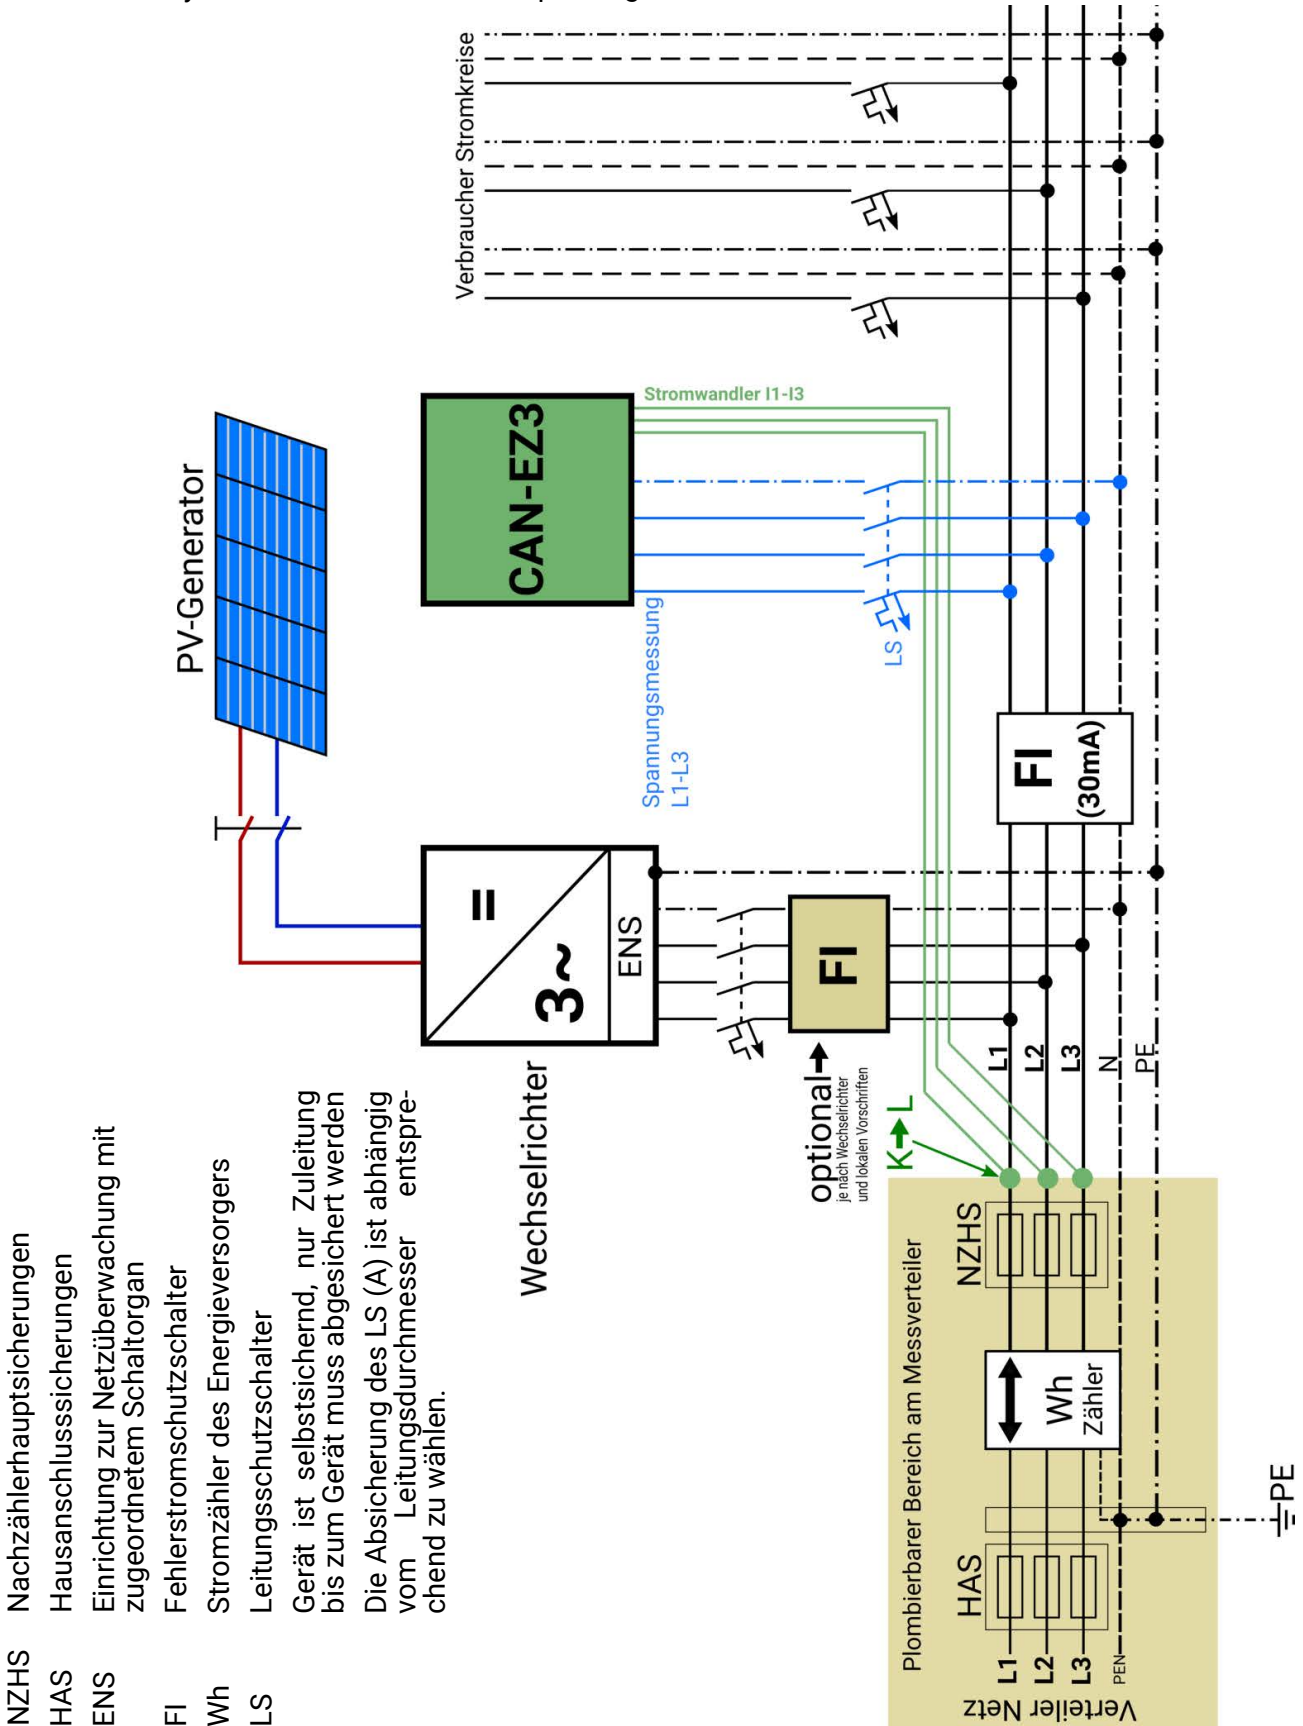 NZHS Nachzählerhauptsicherungen
HAS Hausanschlusssicherungen
ENS Einrichtung zur Netzüberwachung mit
zugeordnetem Schaltorgan
FI Fehlerstromschutzschalter
Wh Stromzähler des Energieversorgers
LS Leitungsschutzschalter
Gerät ist selbstsichernd, nur Zuleitung
bis zum Gerät muss abgesichert werden
Die Absicherung des LS (A) ist abhängig
vom Leitungsdurchmesser entspre-
chend zu wählen.
PV-Generator
Wechselrichter
=
3~
ENS
CAN-EZ3
Stromwandler I1-I3
Spannungsmessung
L1-L3
LS
Verbraucher Stromkreise
optional
je nach Wechselrichter
und lokalen Vorschriften
FI
K→L
FI
(30mA)
L1
L2
L3
N
PE
Plombierbarer Bereich am Messverteiler
HAS
NZHS
Wh
Zähler
L1
L2
L3
PEN
Verteiler Netz
PE